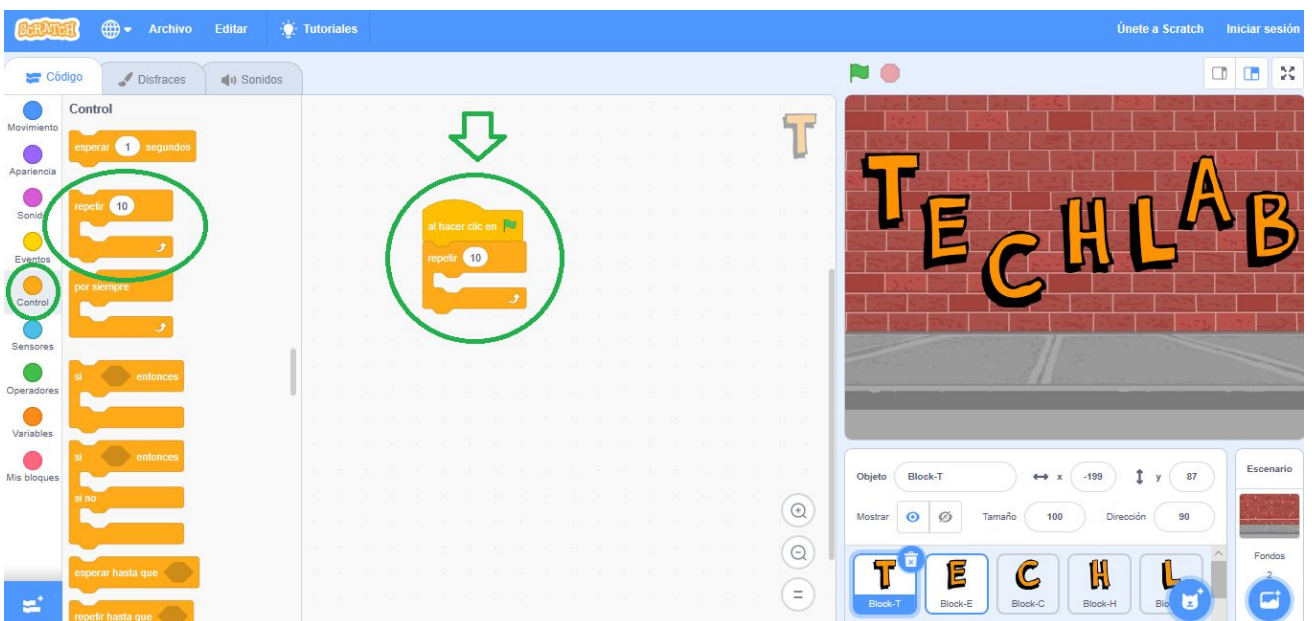 SCRATCH Archivo Editar Tutoriales Únete a Scratch Iniciar sesión
Código Disfraces Sonidos
Movimiento
Apariencia
Sonido
Eventos
Control
Sensores
Operadores
Variables
Mis bloques
Control
esperar 1 segundos
repetir 10
por siempre
si entonces
si entonces
si no
esperar hasta que
repetir hasta que
al hacer clic en
repetir 10
T
TECHLAB
Objeto Block-T x -199 y 87
Mostrar Tamaño 100 Dirección 90
T E C H L
Block-T Block-E Block-C Block-H
Escenario
Fondos
2